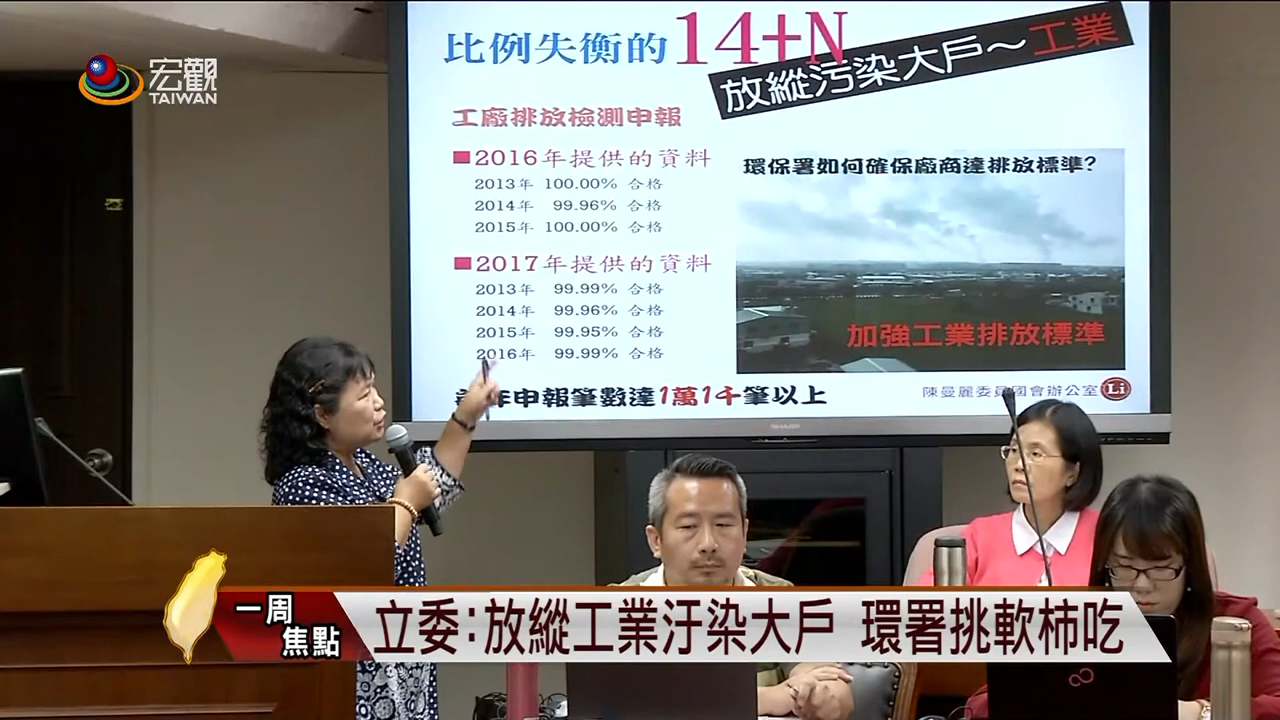 宏觀
TAIWAN
比例失衡的14+N
放縱污染大戶～工業
工廠排放檢測申報
2016年提供的資料
2013年 100.00% 合格
2014年 99.96% 合格
2015年 100.00% 合格
2017年提供的資料
2013年 99.99% 合格
2014年 99.96% 合格
2015年 99.95% 合格
2016年 99.99% 合格
年申報筆數達1萬1千筆以上
環保署如何確保廠商達排放標準?
加強工業排放標準
陳曼麗委員國會辦公室 Li
SHARP
一周
焦點
立委:放縱工業汙染大戶 環署挑軟柿吃